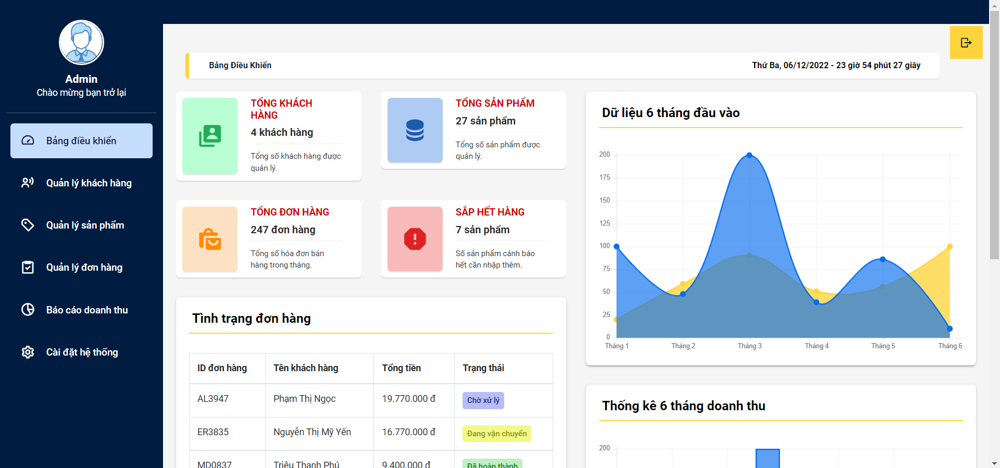 Admin
Chào mừng bạn trở lại
Bảng điều khiển
Quản lý khách hàng
Quản lý sản phẩm
Quản lý đơn hàng
Báo cáo doanh thu
Cài đặt hệ thống
Bảng Điều Khiển
Thứ Ba, 06/12/2022 - 23 giờ 54 phút 27 giây
TỔNG KHÁCH
HÀNG
4 khách hàng
Tổng số khách hàng được
quản lý.
TỔNG SẢN PHẨM
27 sản phẩm
Tổng số sản phẩm được
quản lý.
TỔNG ĐƠN HÀNG
247 đơn hàng
Tổng số hóa đơn bán
hàng trong tháng.
SẮP HẾT HÀNG
7 sản phẩm
Số sản phẩm cảnh báo
hết cần nhập thêm.
Tình trạng đơn hàng
ID đơn hàng Tên khách hàng Tổng tiền Trạng thái
AL3947 Phạm Thị Ngọc 19.770.000 đ Chờ xử lý
ER3835 Nguyễn Thị Mỹ Yến 16.770.000 đ Đang vận chuyển
MD0837 Triệu Thanh Phú 9.400.000 đ Đã hoàn thành
Dữ liệu 6 tháng đầu vào
200
175
150
125
100
75
50
25
0
Tháng 1 Tháng 2 Tháng 3 Tháng 4 Tháng 5 Tháng 6
Thống kê 6 tháng doanh thu
200